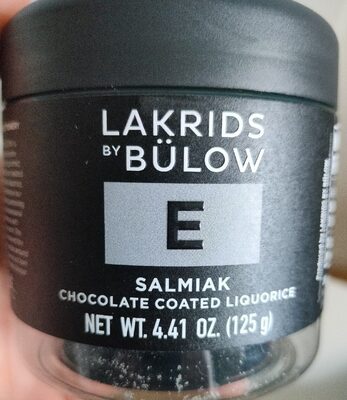 LAKRIDS
BY BÜLOW
E
SALMIAK
CHOCOLATE COATED LIQUORICE
NET WT. 4.41 OZ. (125 g)